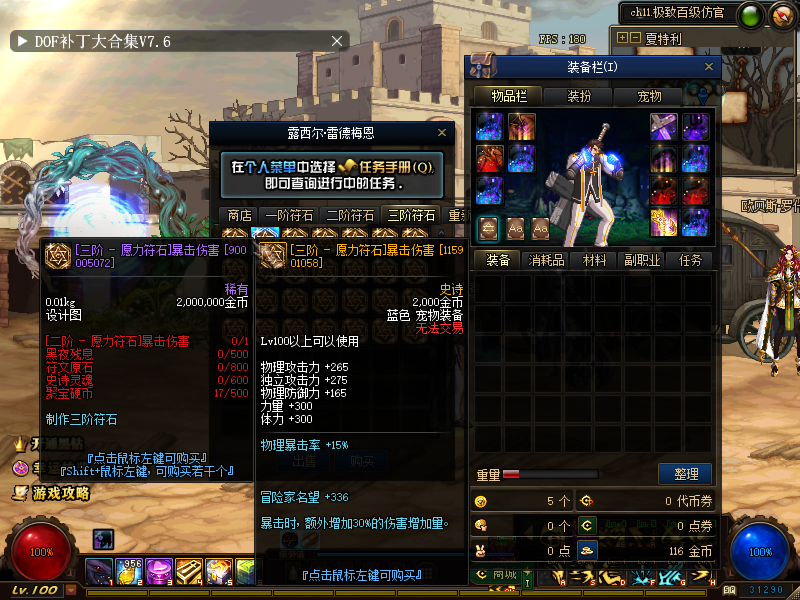 ch11.极致百级仿官
DOF补丁大合集V7.6
FPS : 180
夏特利
装备栏(I)
物品栏 装扮 宠物
露西尔·雷德梅恩
在个人菜单中选择 任务手册(Q)
即可查询进行中的任务 .
商店 一阶符石 二阶符石 三阶符石 重
欧贝斯·罗
[三阶 - 愿力符石]暴击伤害 [900
005072]
稀有
0.01kg
2,000,000金币
设计图
[二阶 - 愿力符石]暴击伤害 0/1
黑夜残息 0/500
符文原石 0/800
史诗灵魂 0/600
聚宝硬币 17/500
制作三阶符石
『点击鼠标左键可购买』
『Shift+鼠标左键, 可购买若干个』
[三阶 - 愿力符石]暴击伤害 [1159
01058]
史诗
2,000金币
蓝色 宠物装备
无法交易
Lv100以上可以使用
物理攻击力 +265
独立攻击力 +275
物理防御力 +165
力量 +300
体力 +300
物理暴击率 +15%
出售 购买
冒险家名望 +336
暴击时, 额外增加30%的伤害增加量。
『点击鼠标左键可购买』
装备 消耗品 材料 副职业 任务
重量
整理
5 个 0 代币券
0 个 0 点券
0 点 116 金币
商城
游戏攻略
100%
100%
956
Lv.100
31290